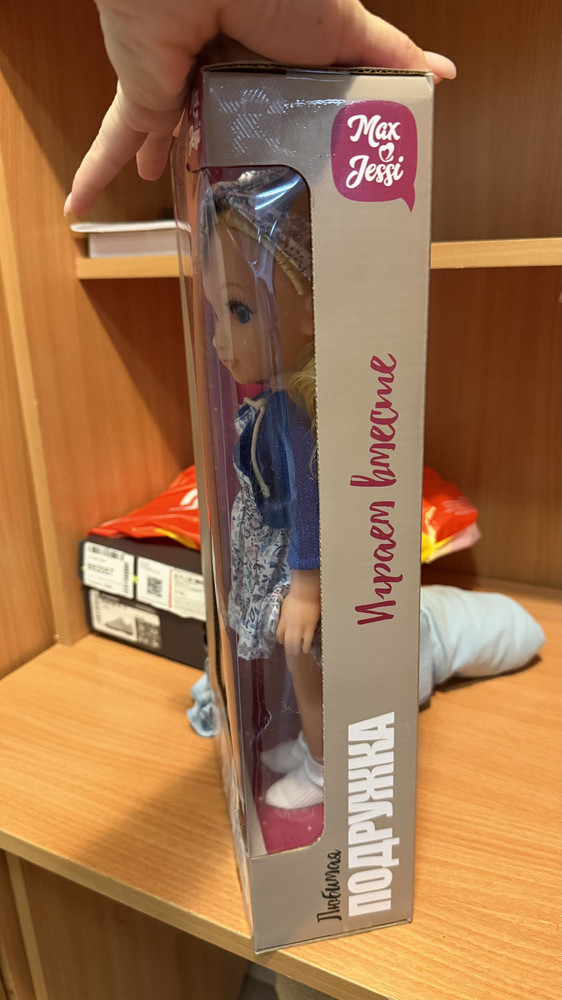 Max
Jessi
Играем вместе
Любимая
ПОДРУЖКА